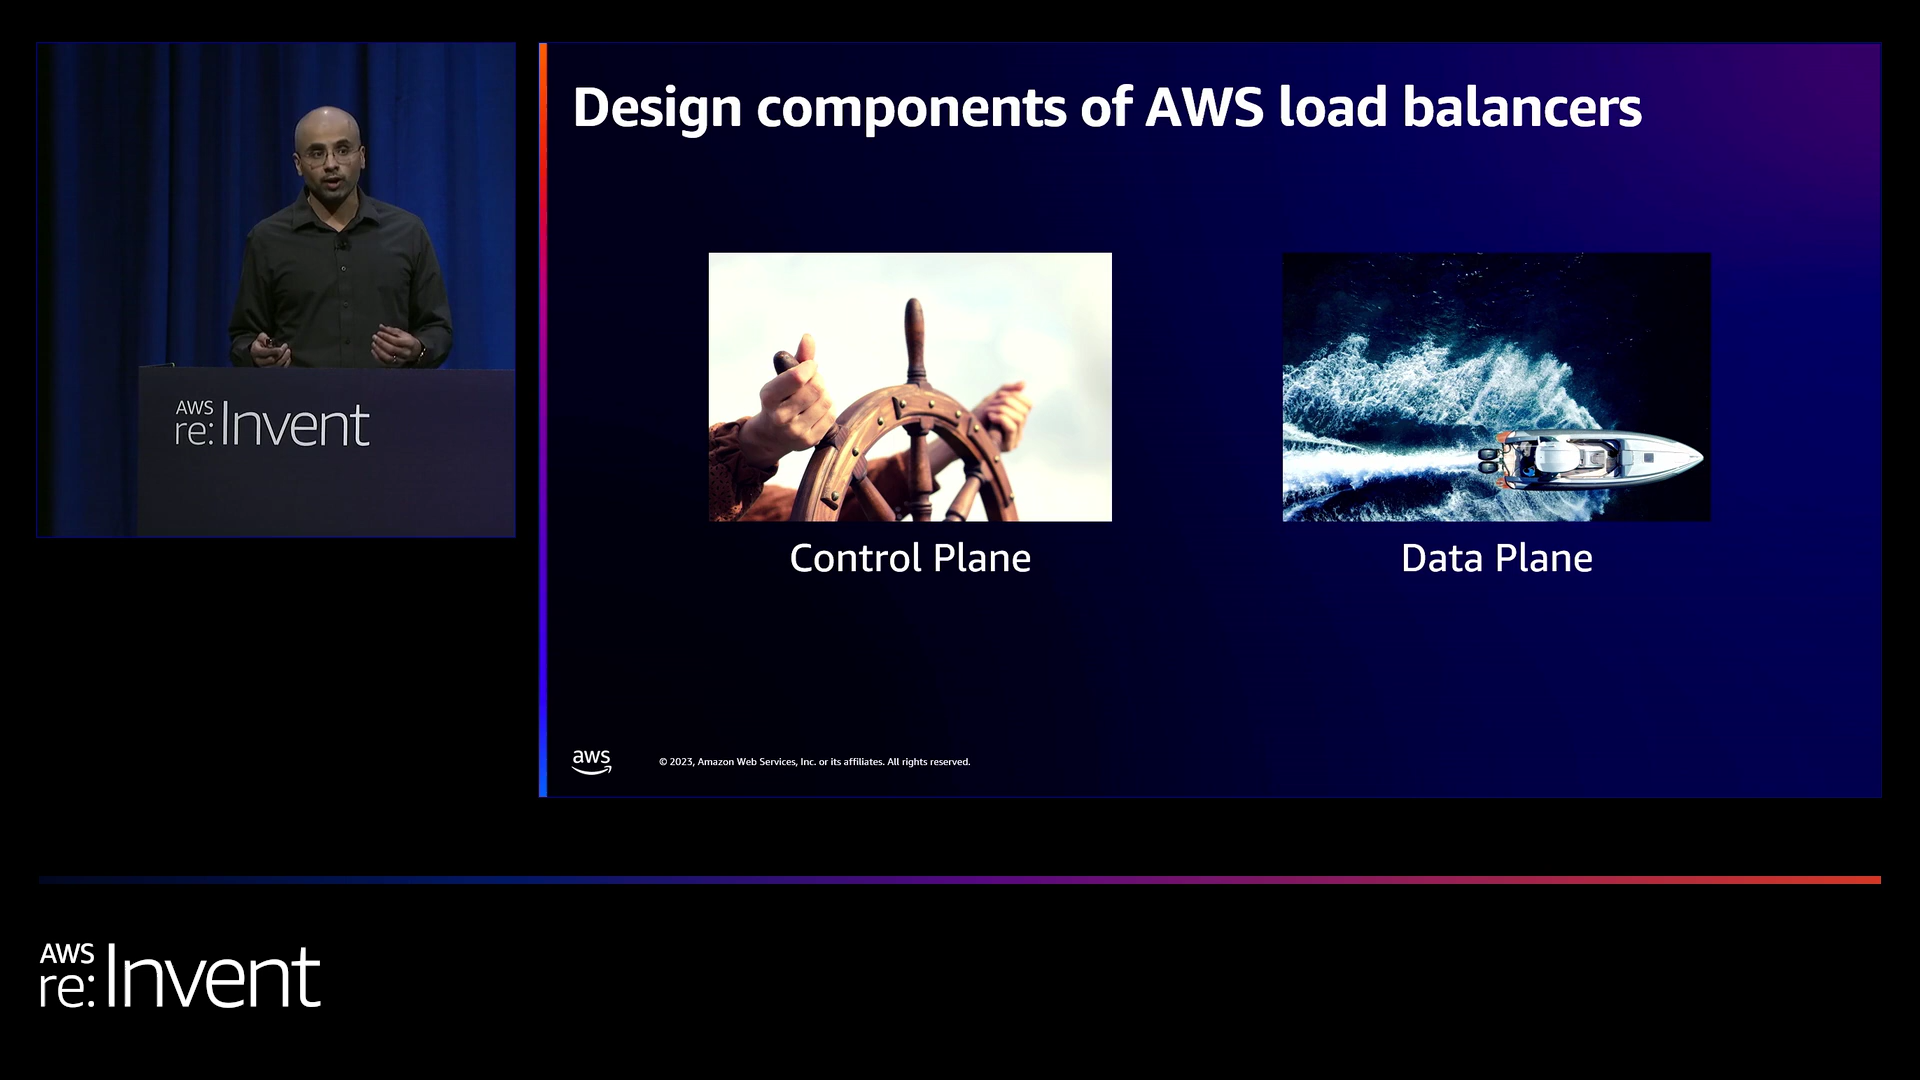 Design components of AWS load balancers
AWS
re:Invent
Control Plane
Data Plane
aws
© 2023, Amazon Web Services, Inc. or its affiliates. All rights reserved.
AWS
re:Invent